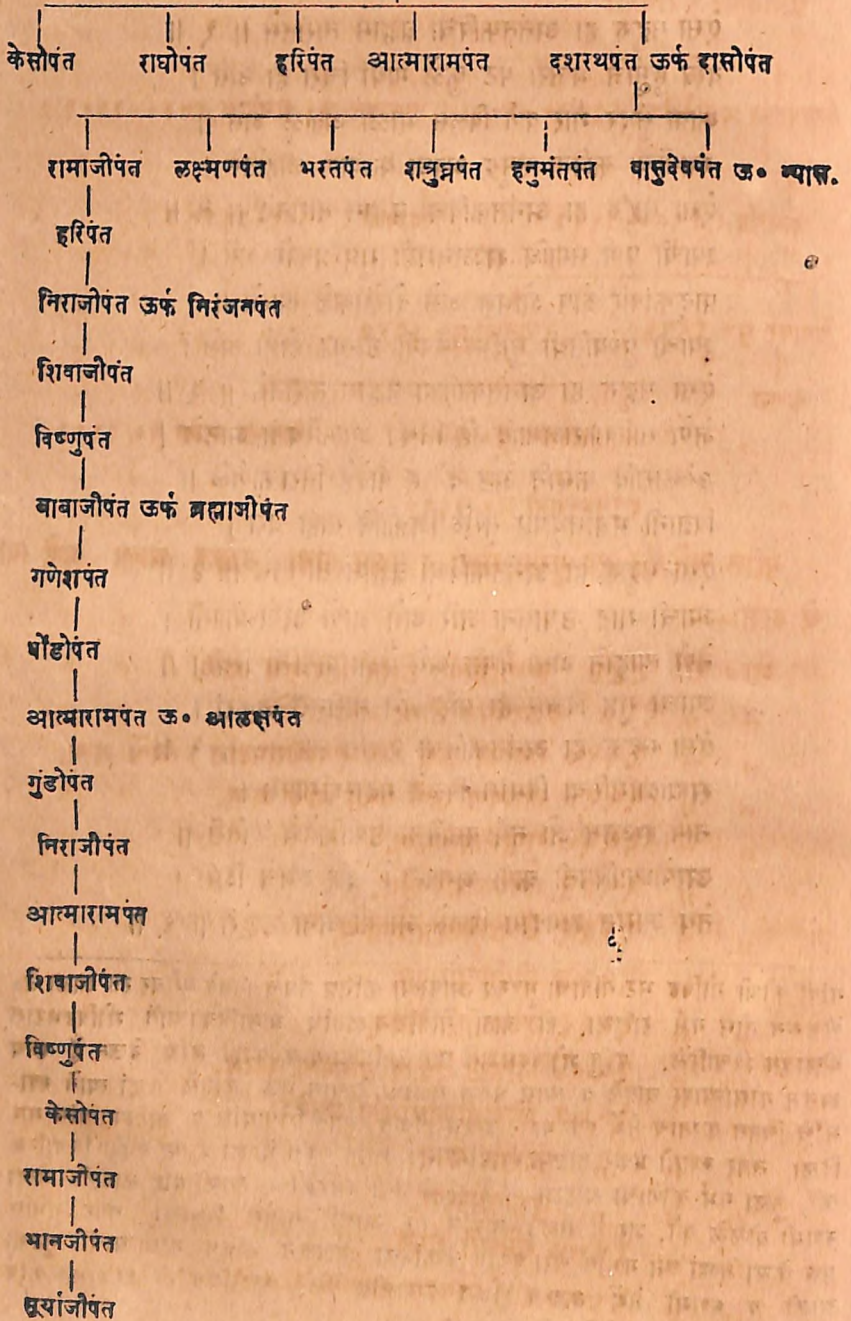 केसोपंत राघोपंत हरिपंत आत्मारामपंत दशरथपंत ऊर्फ दासोपंत
रामाजीपंत लक्ष्मणपंत भरतपंत शत्रुघ्नपंत हनुमंतपंत वासुदेवपंत ऊ० व्यास.
हरिपंत
निराजीपंत ऊर्फ निरंजनपंत
शिवाजीपंत
विष्णुपंत
बाबाजीपंत ऊर्फ ब्रह्माजीपंत
गणेशपंत
धोंडोपंत
आत्मारामपंत ऊ० आळक्षपंत
गुंडोपंत
निराजीपंत
आत्मारामपंत
शिवाजीपंत
विष्णुपंत
केसोपंत
रामाजीपंत
भानजीपंत
सूर्याजीपंत